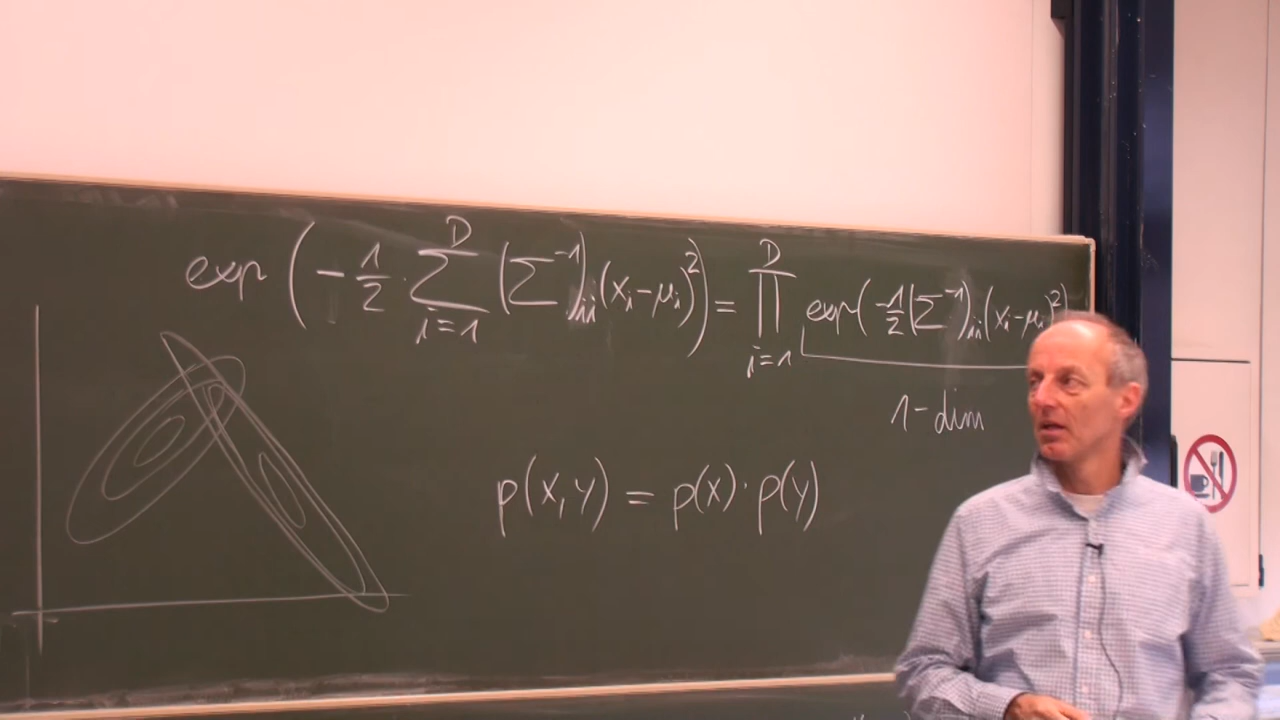 exp (-1/2 · ∑_{i=1}^{D} (∑^{-1})_{ii} (x_i - μ_i)^2) = ∏_{i=1}^{D} exp(-1/2 (∑^{-1})_{ii} (x_i - μ_i)^2)
1-dim
p(x,y) = p(x) · p(y)